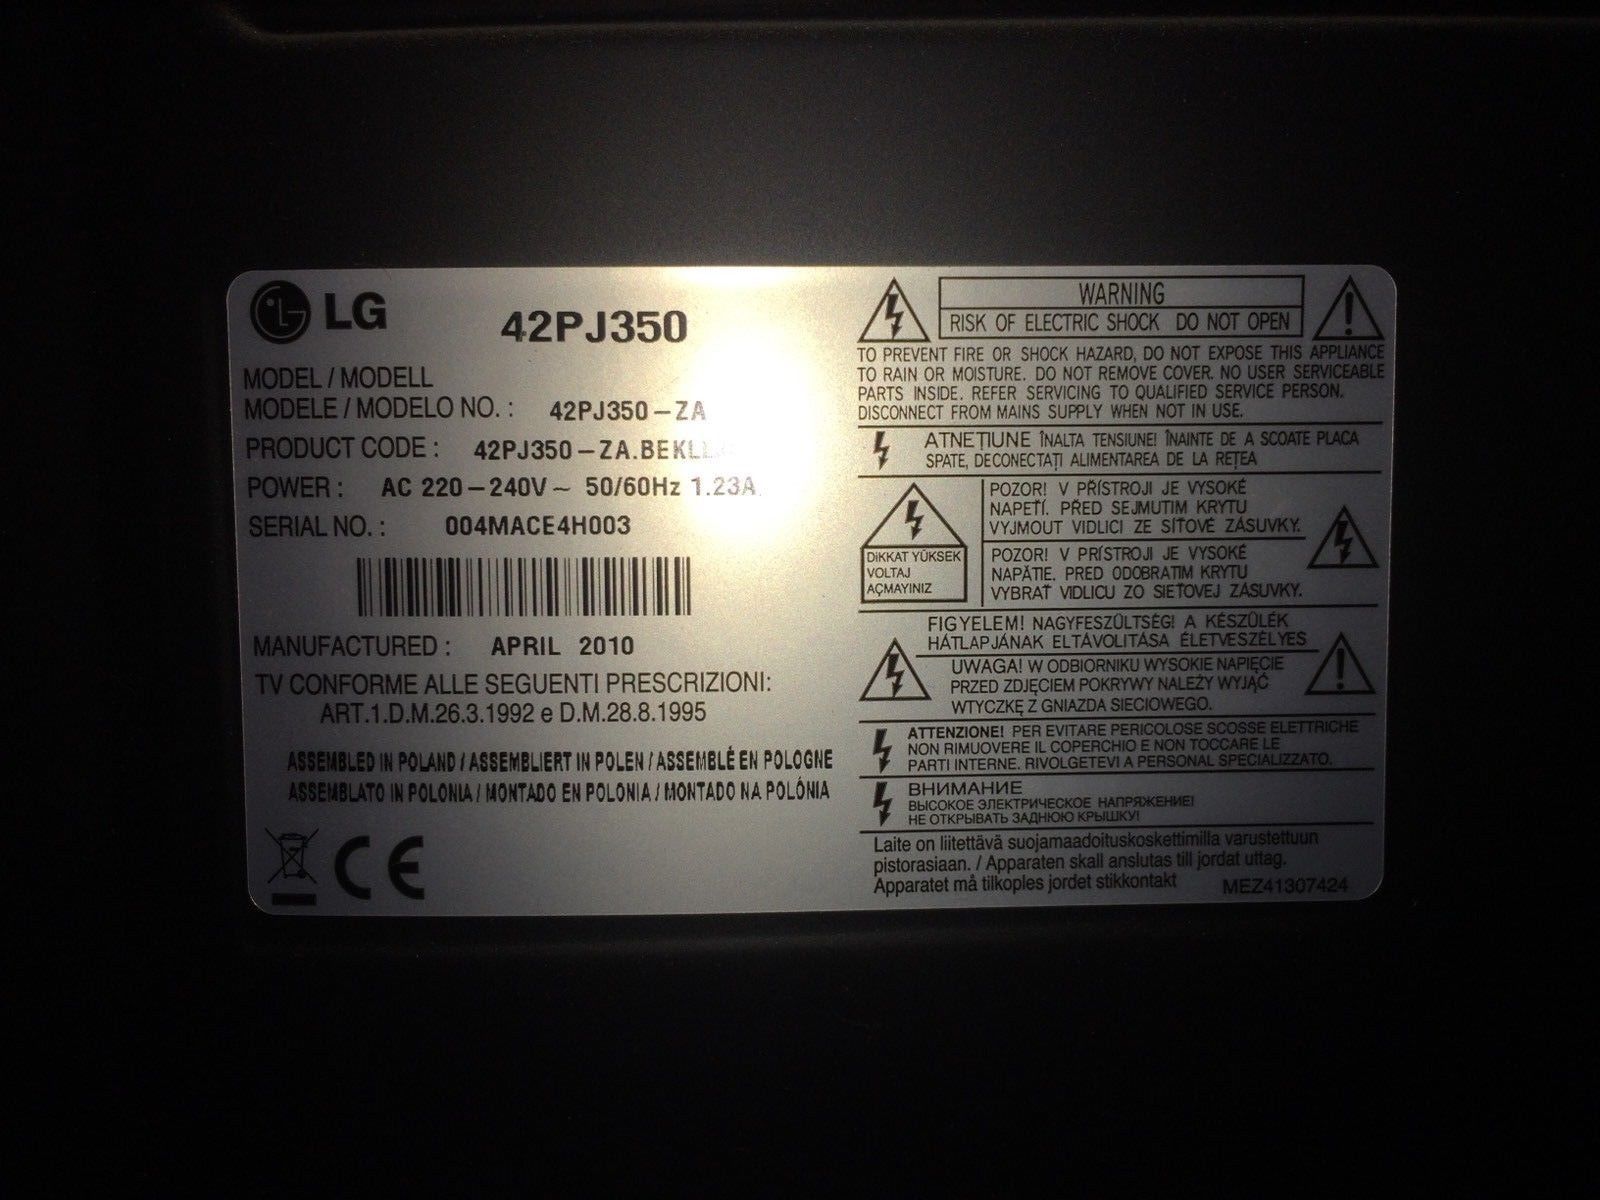 LG
42PJ350
MODEL / MODELL
MODELE / MODELO NO. : 42PJ350-ZA
PRODUCT CODE : 42PJ350-ZA.BEKLL
POWER : AC 220-240V~ 50/60Hz 1.23A
SERIAL NO. : 004MACE4H003
MANUFACTURED : APRIL 2010
TV CONFORME ALLE SEGUENTI PRESCRIZIONI:
ART.1.D.M.26.3.1992 e D.M.28.8.1995
ASSEMBLED IN POLAND / ASSEMBLIERT IN POLEN / ASSEMBLÉ EN POLOGNE
ASSEMBLATO IN POLONIA / MONTADO EN POLONIA / MONTADO NA POLÓNIA
CE
WARNING
RISK OF ELECTRIC SHOCK DO NOT OPEN
TO PREVENT FIRE OR SHOCK HAZARD, DO NOT EXPOSE THIS APPLIANCE
TO RAIN OR MOISTURE. DO NOT REMOVE COVER. NO USER SERVICEABLE
PARTS INSIDE. REFER SERVICING TO QUALIFIED SERVICE PERSON.
DISCONNECT FROM MAINS SUPPLY WHEN NOT IN USE.
ATNEŢIUNE ÎNALTA TENSIUNE! ÎNAINTE DE A SCOATE PLACA
SPATE, DECONECTAŢI ALIMENTAREA DE LA REŢEA
DİKKAT YÜKSEK
VOLTAJ
AÇMAYINIZ
POZOR! V PŘÍSTROJI JE VYSOKÉ
NAPETÍ. PŘED SEJMUTIM KRYTU
VYJMOUT VIDLICI ZE SÍŤOVÉ ZÁSUVKY.
POZOR! V PRÍSTROJI JE VYSOKÉ
NAPÄTIE. PRED ODOBRATIM KRYTU
VYBRAŤ VIDLICU ZO SIEŤOVEJ ZÁSUVKY.
FIGYELEM! NAGYFESZÜLTSÉG! A KÉSZÜLÉK
HÁTLAPJÁNAK ELTÁVOLITÁSA ÉLETVESZÉLYES
UWAGA! W ODBIORNIKU WYSOKIE NAPIĘCIE
PRZED ZDJĘCIEM POKRYWY NALEŻY WYJĄĆ
WTYCZKĘ Z GNIAZDA SIECIOWEGO.
ATTENZIONE! PER EVITARE PERICOLOSE SCOSSE ELETTRICHE
NON RIMUOVERE IL COPERCHIO E NON TOCCARE LE
PARTI INTERNE. RIVOLGETEVI A PERSONAL SPECIALIZZATO.
ВНИМАНИЕ
ВЫСОКОЕ ЭЛЕКТРИЧЕСКОЕ НАПРЯЖЕНИЕ!
НЕ ОТКРЫВАТЬ ЗАДНЮЮ КРЫШКУ!
Laite on liitettävä suojamaadoituskoskettimilla varustettuun
pistorasiaan. / Apparaten skall anslutas till jordat uttag.
Apparatet må tilkoples jordet stikkontakt
MEZ41307424